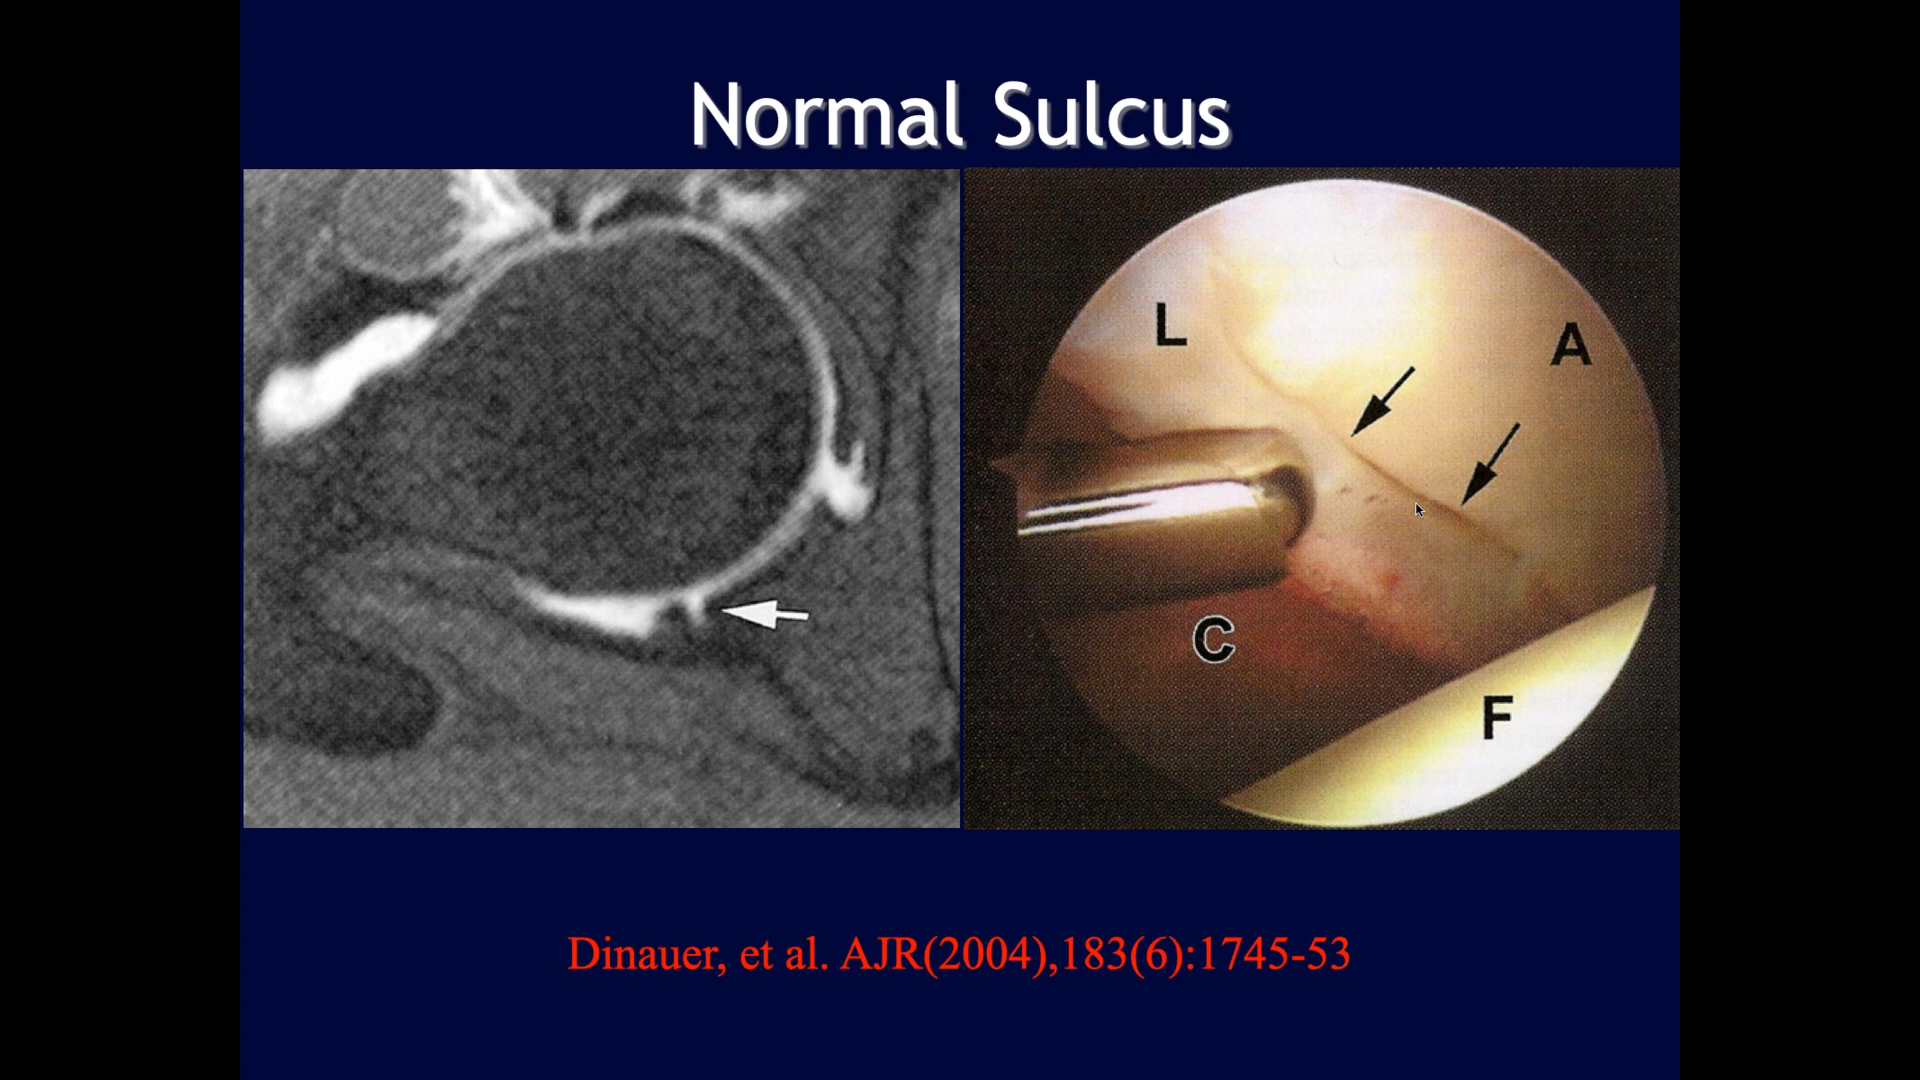 Normal Sulcus
L
A
C
F
Dinauer, et al. AJR(2004),183(6):1745-53